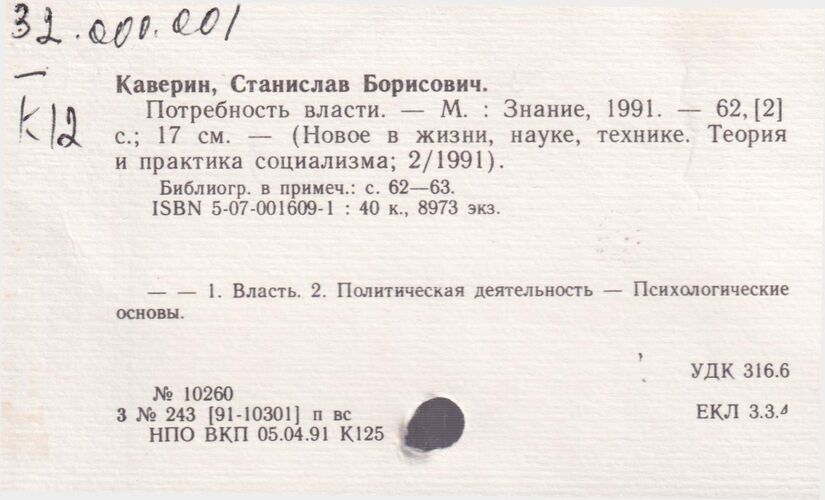 32.000.001
К12
Каверин, Станислав Борисович.
Потребность власти. — М. : Знание, 1991. — 62, [2]
с.; 17 см. — (Новое в жизни, науке, технике. Теория
и практика социализма; 2/1991).
Библиогр. в примеч.: с. 62—63.
ISBN 5-07-001609-1 : 40 к., 8973 экз.
— — 1. Власть. 2. Политическая деятельность — Психологические
основы.
УДК 316.6
№ 10260
3 № 243 [91-10301] п вс
ЕКЛ 3.3.
НПО ВКП 05.04.91 К125